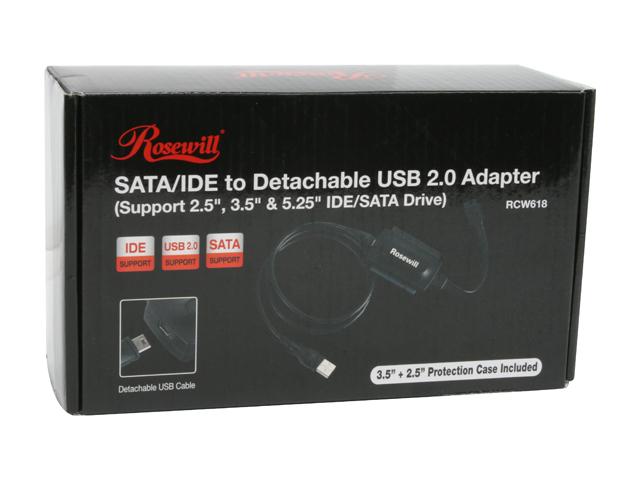 Rosewill
Rosewill
SATA/IDE to Detachable USB 2.0 Adapter
(Support 2.5", 3.5" & 5.25" IDE/SATA Drive)
RCW618
IDE
SUPPORT
USB 2.0
SUPPORT
SATA
SUPPORT
Rosewill
Detachable USB Cable
3.5" + 2.5" Protection Case Included